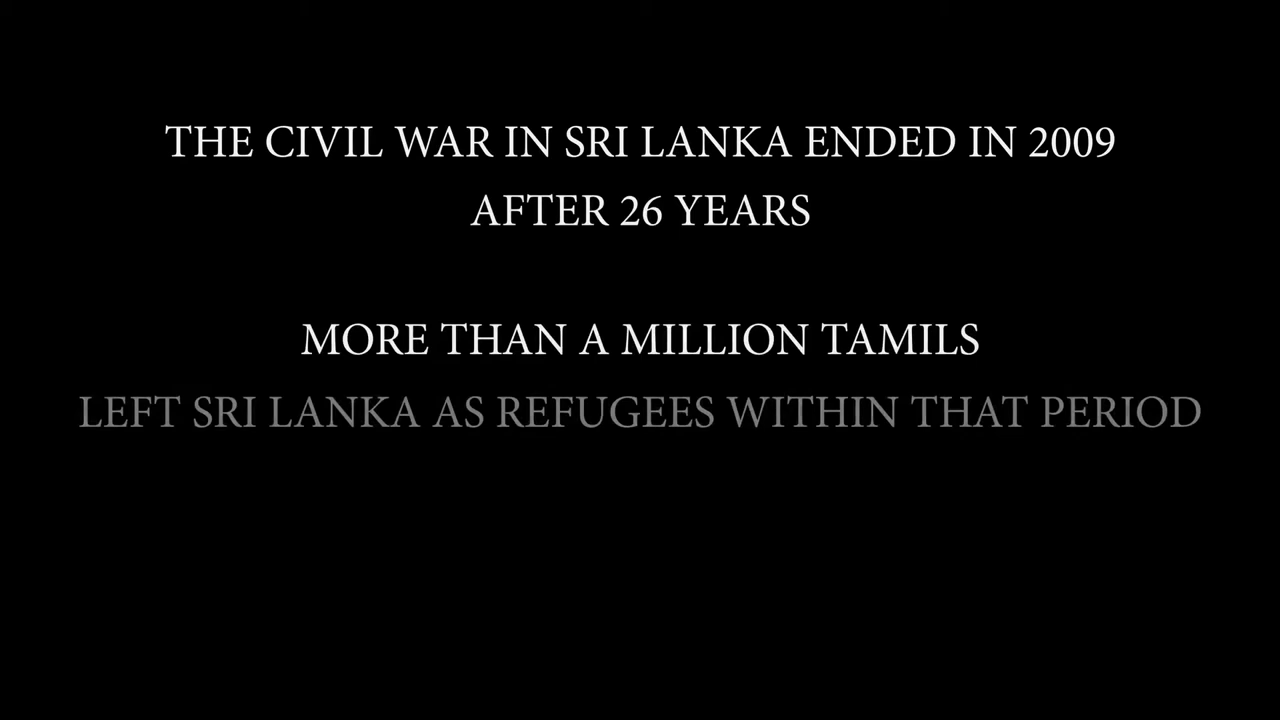 THE CIVIL WAR IN SRI LANKA ENDED IN 2009
AFTER 26 YEARS
MORE THAN A MILLION TAMILS
LEFT SRI LANKA AS REFUGEES WITHIN THAT PERIOD